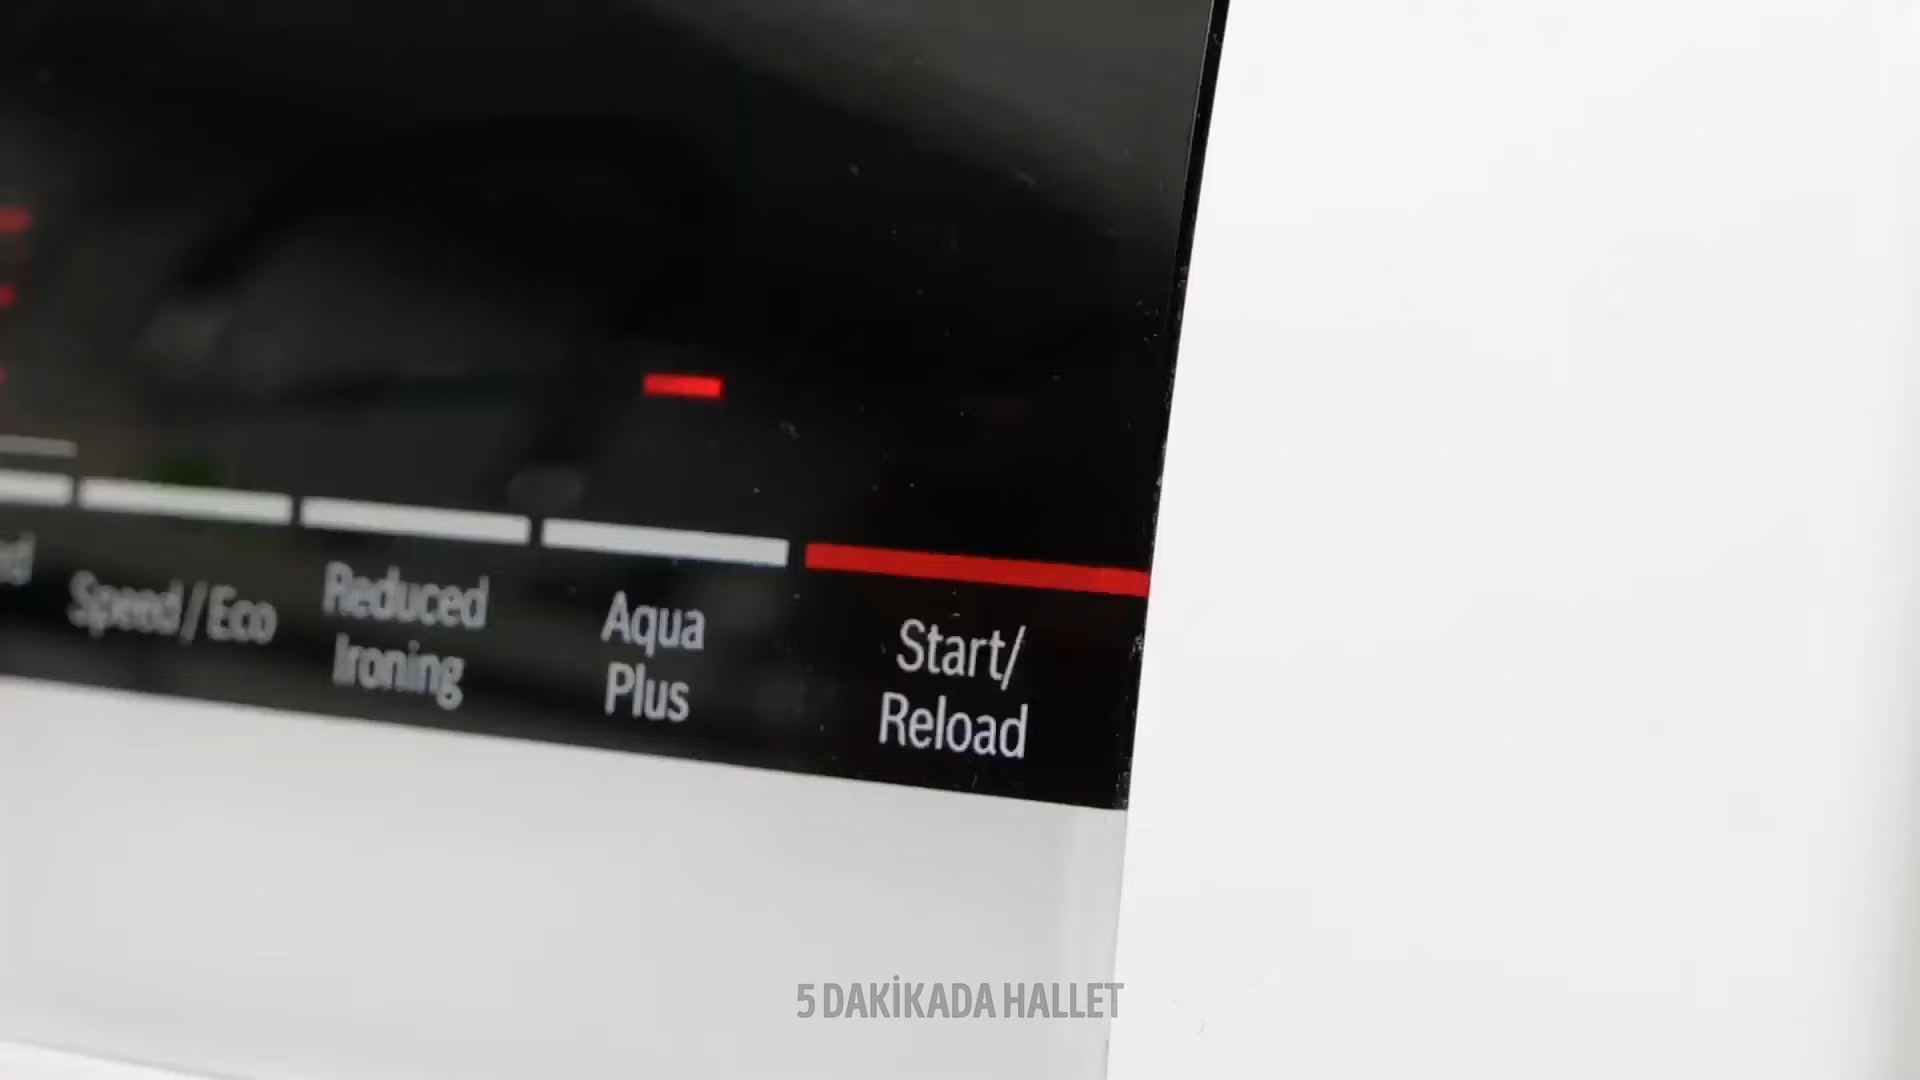 Speed / Eco
Reduced
Ironing
Aqua
Plus
Start/
Reload
5 DAKİKADA HALLET